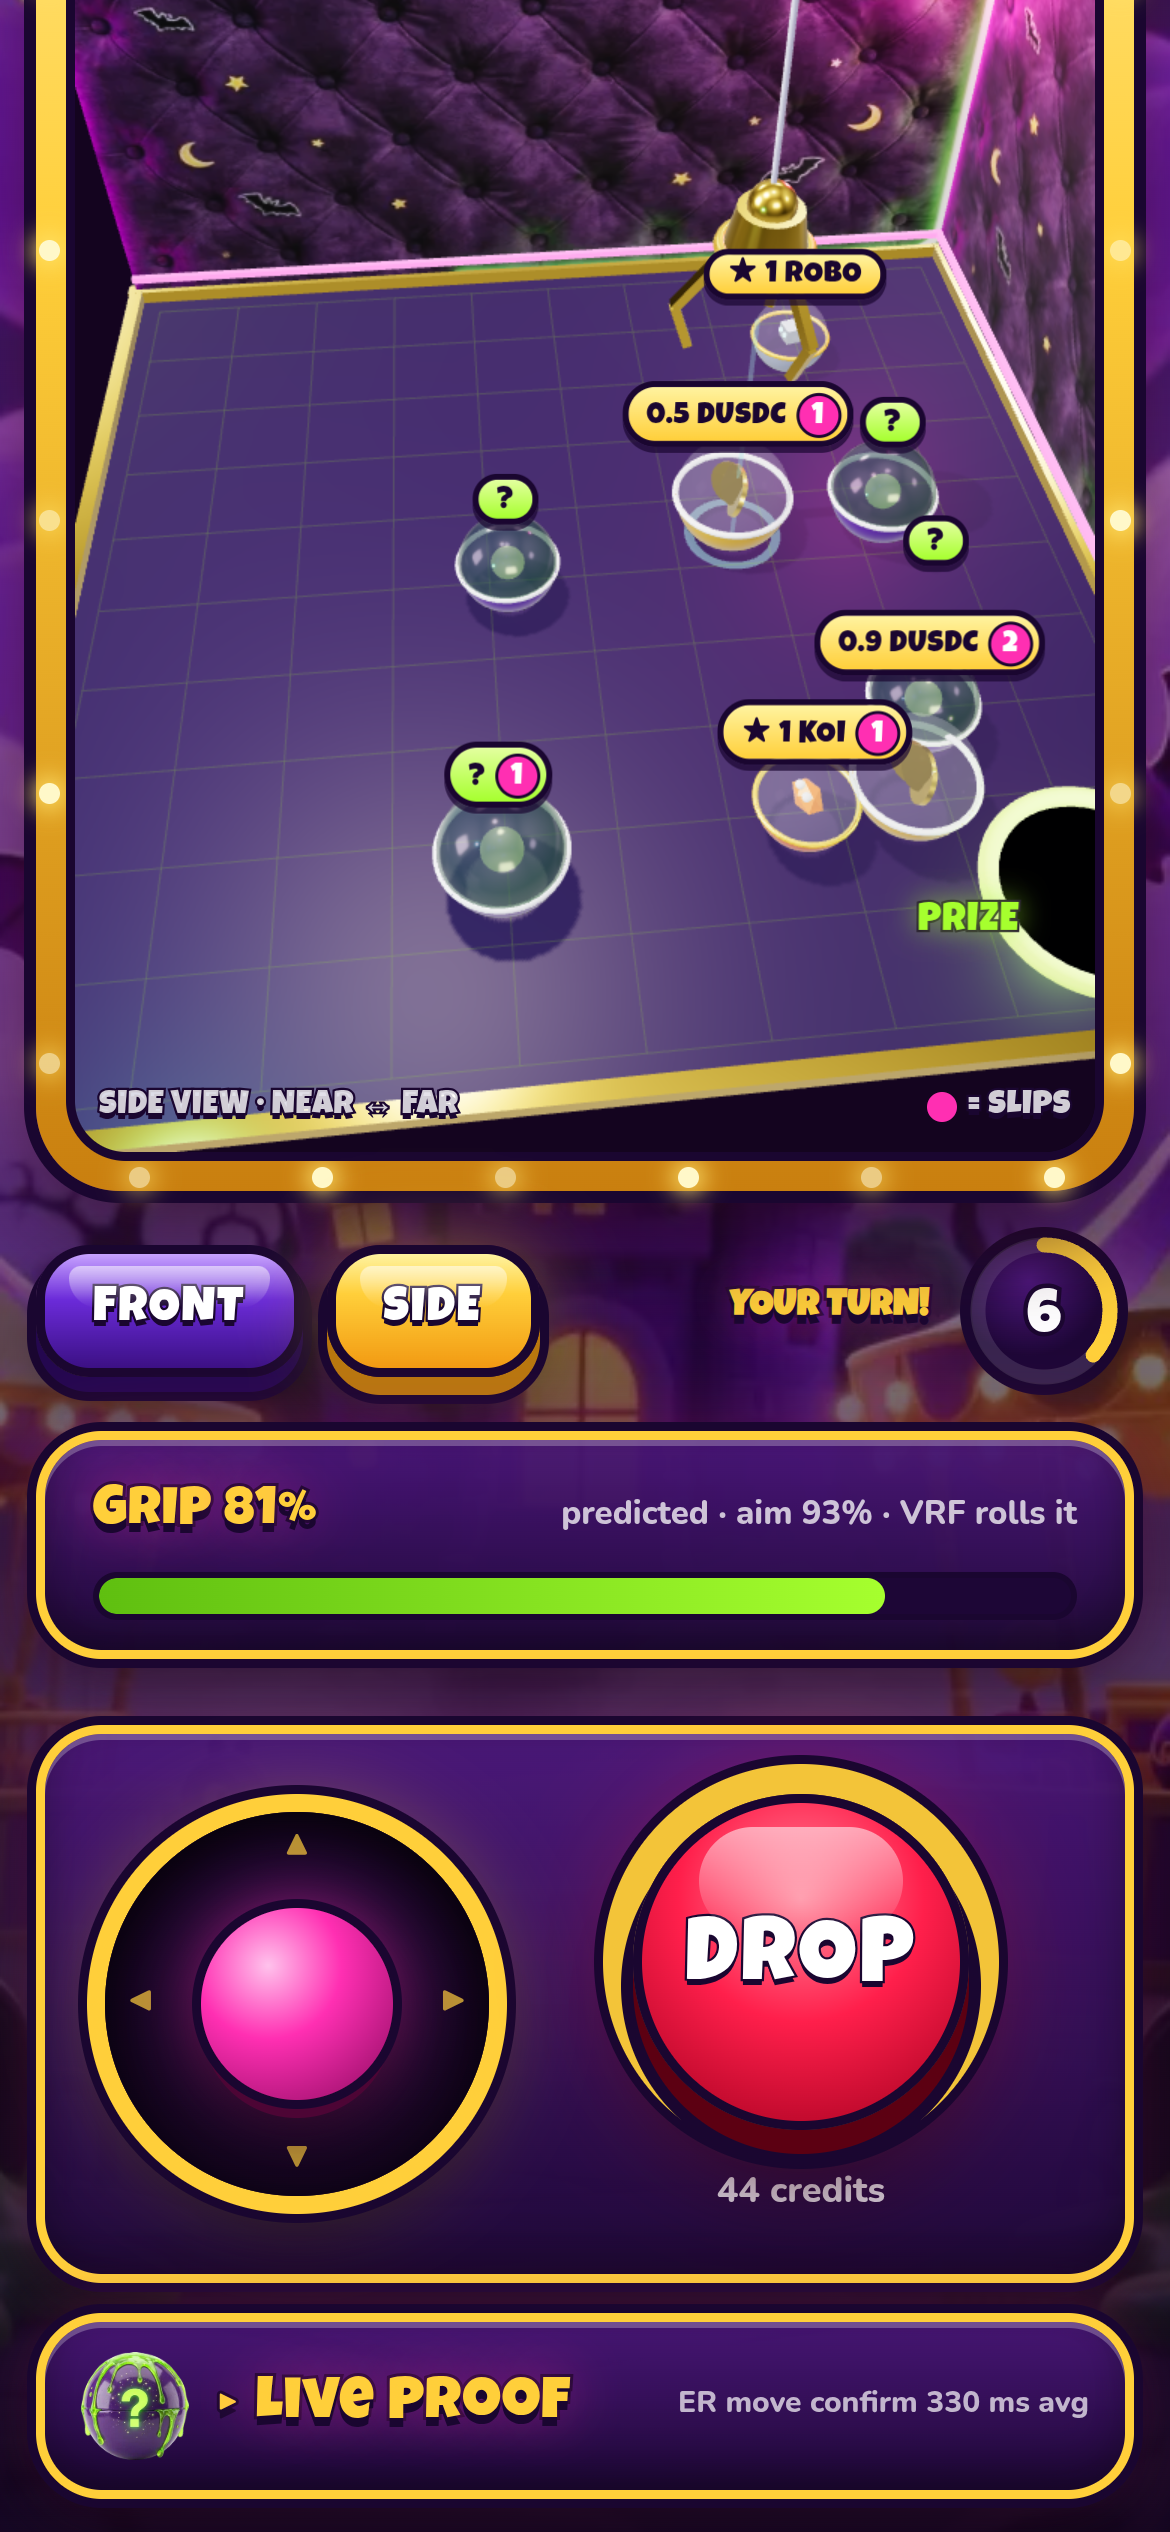 ★ 1 ROBO
0.5 DUSDC 1
?
?
?
0.9 DUSDC 2
★ 1 KOI 1
? 1
PRIZE
SIDE VIEW · NEAR ⇔ FAR
= SLIPS
FRONT
SIDE
YOUR TURN!
6
GRIP 81%
predicted · aim 93% · VRF rolls it
DROP
44 credits
?
▸ LIVE PROOF
ER move confirm 330 ms avg